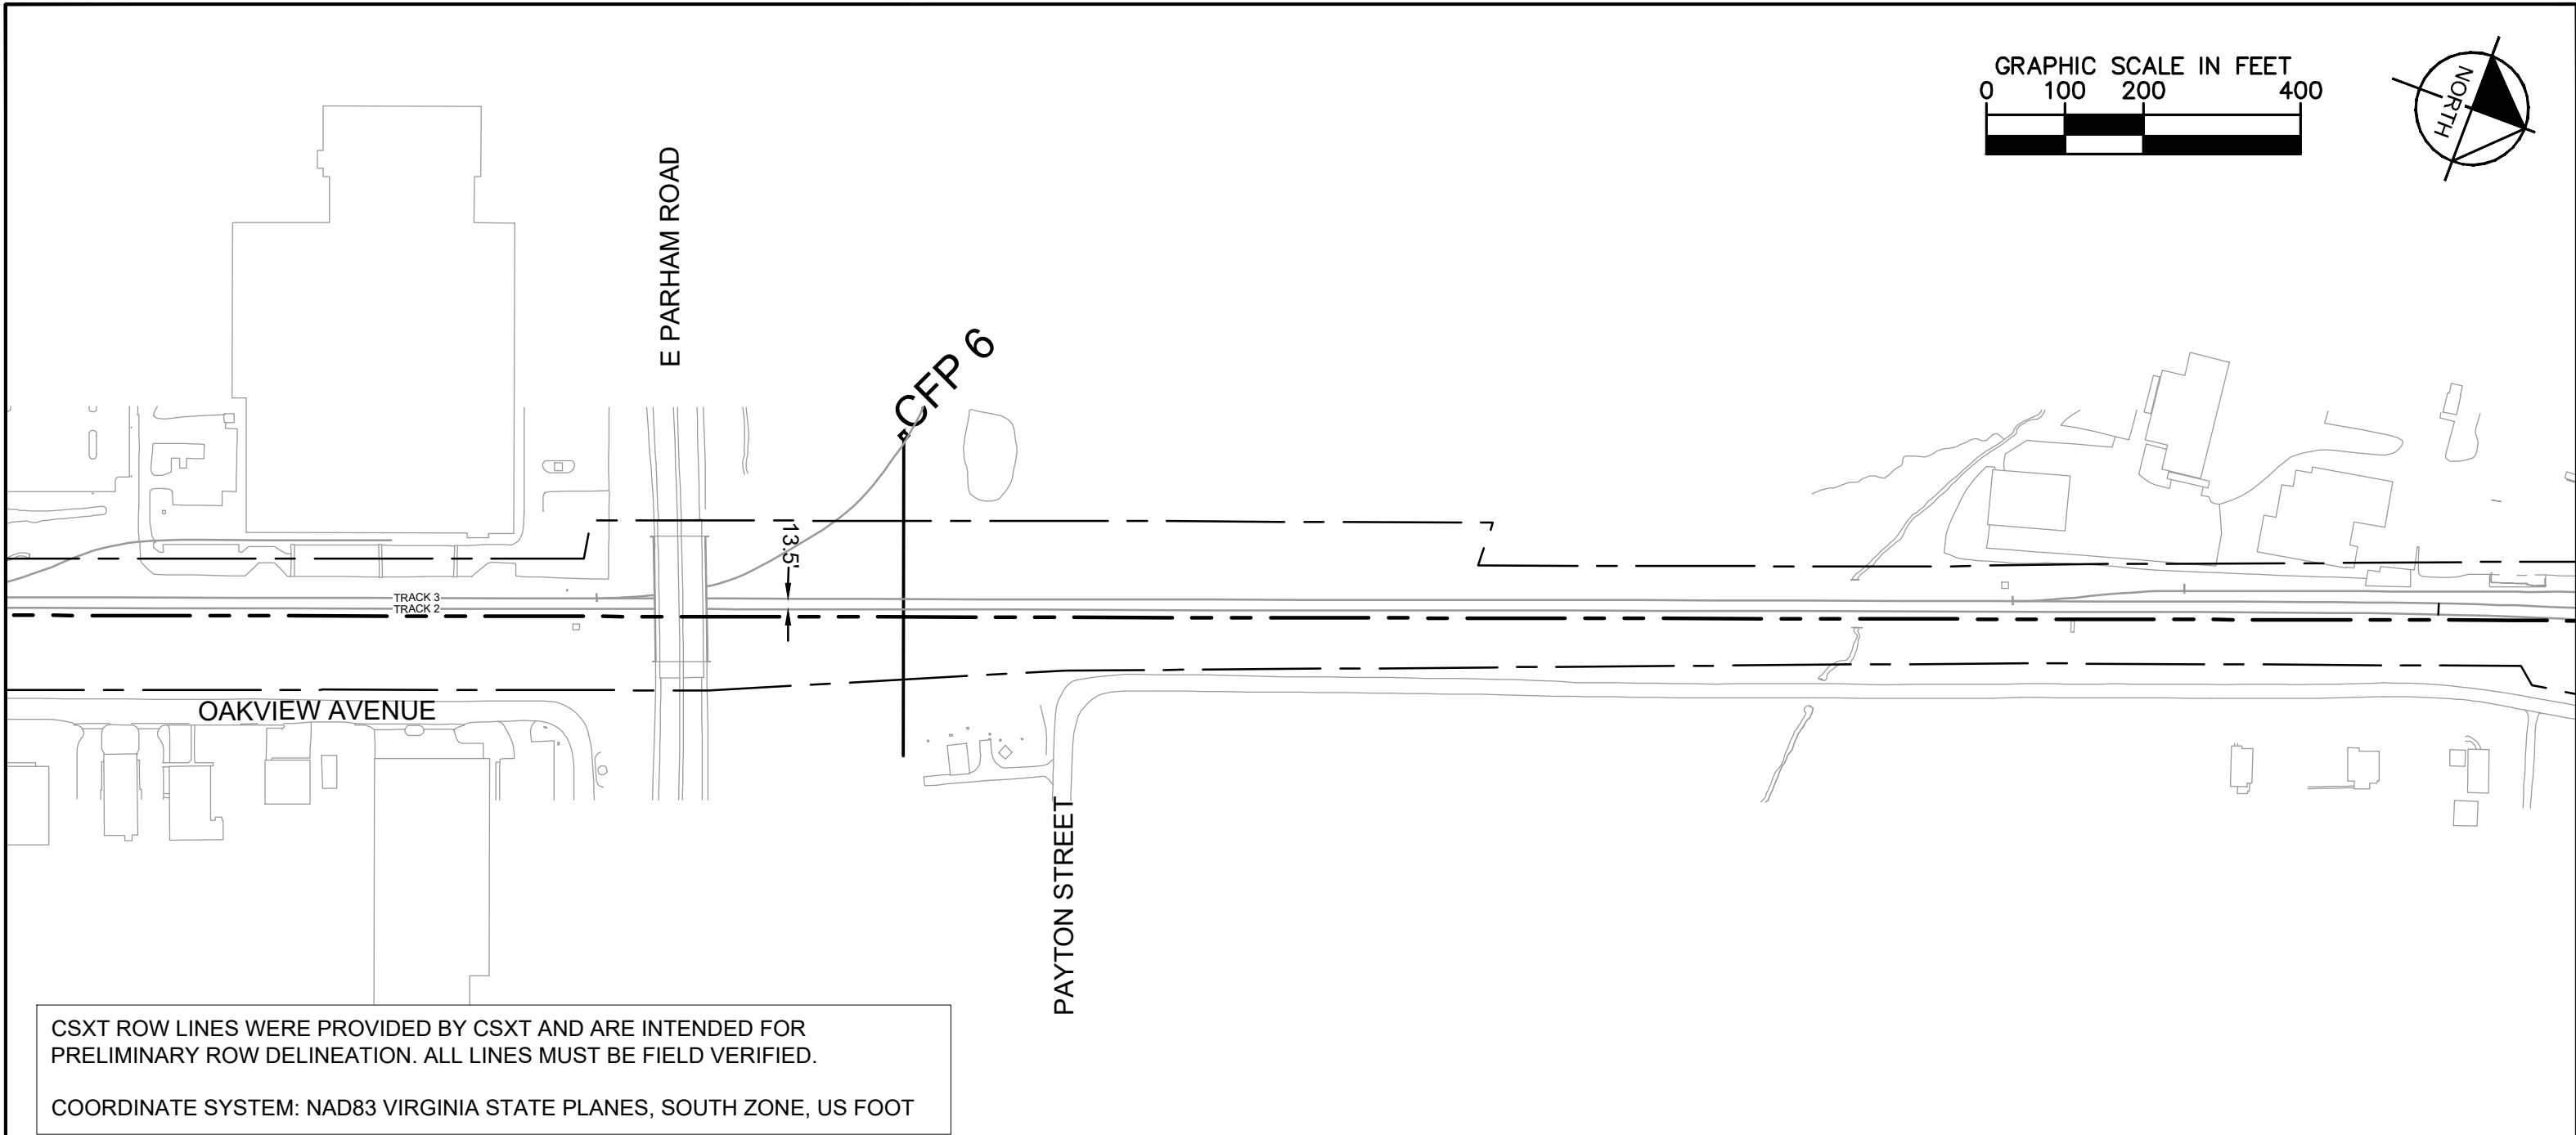 GRAPHIC SCALE IN FEET
0 100 200 400
NORTH
E PARHAM ROAD
CFP 6
13.5'
TRACK 3
TRACK 2
OAKVIEW AVENUE
PAYTON STREET
CSXT ROW LINES WERE PROVIDED BY CSXT AND ARE INTENDED FOR
PRELIMINARY ROW DELINEATION. ALL LINES MUST BE FIELD VERIFIED.
COORDINATE SYSTEM: NAD83 VIRGINIA STATE PLANES, SOUTH ZONE, US FOOT